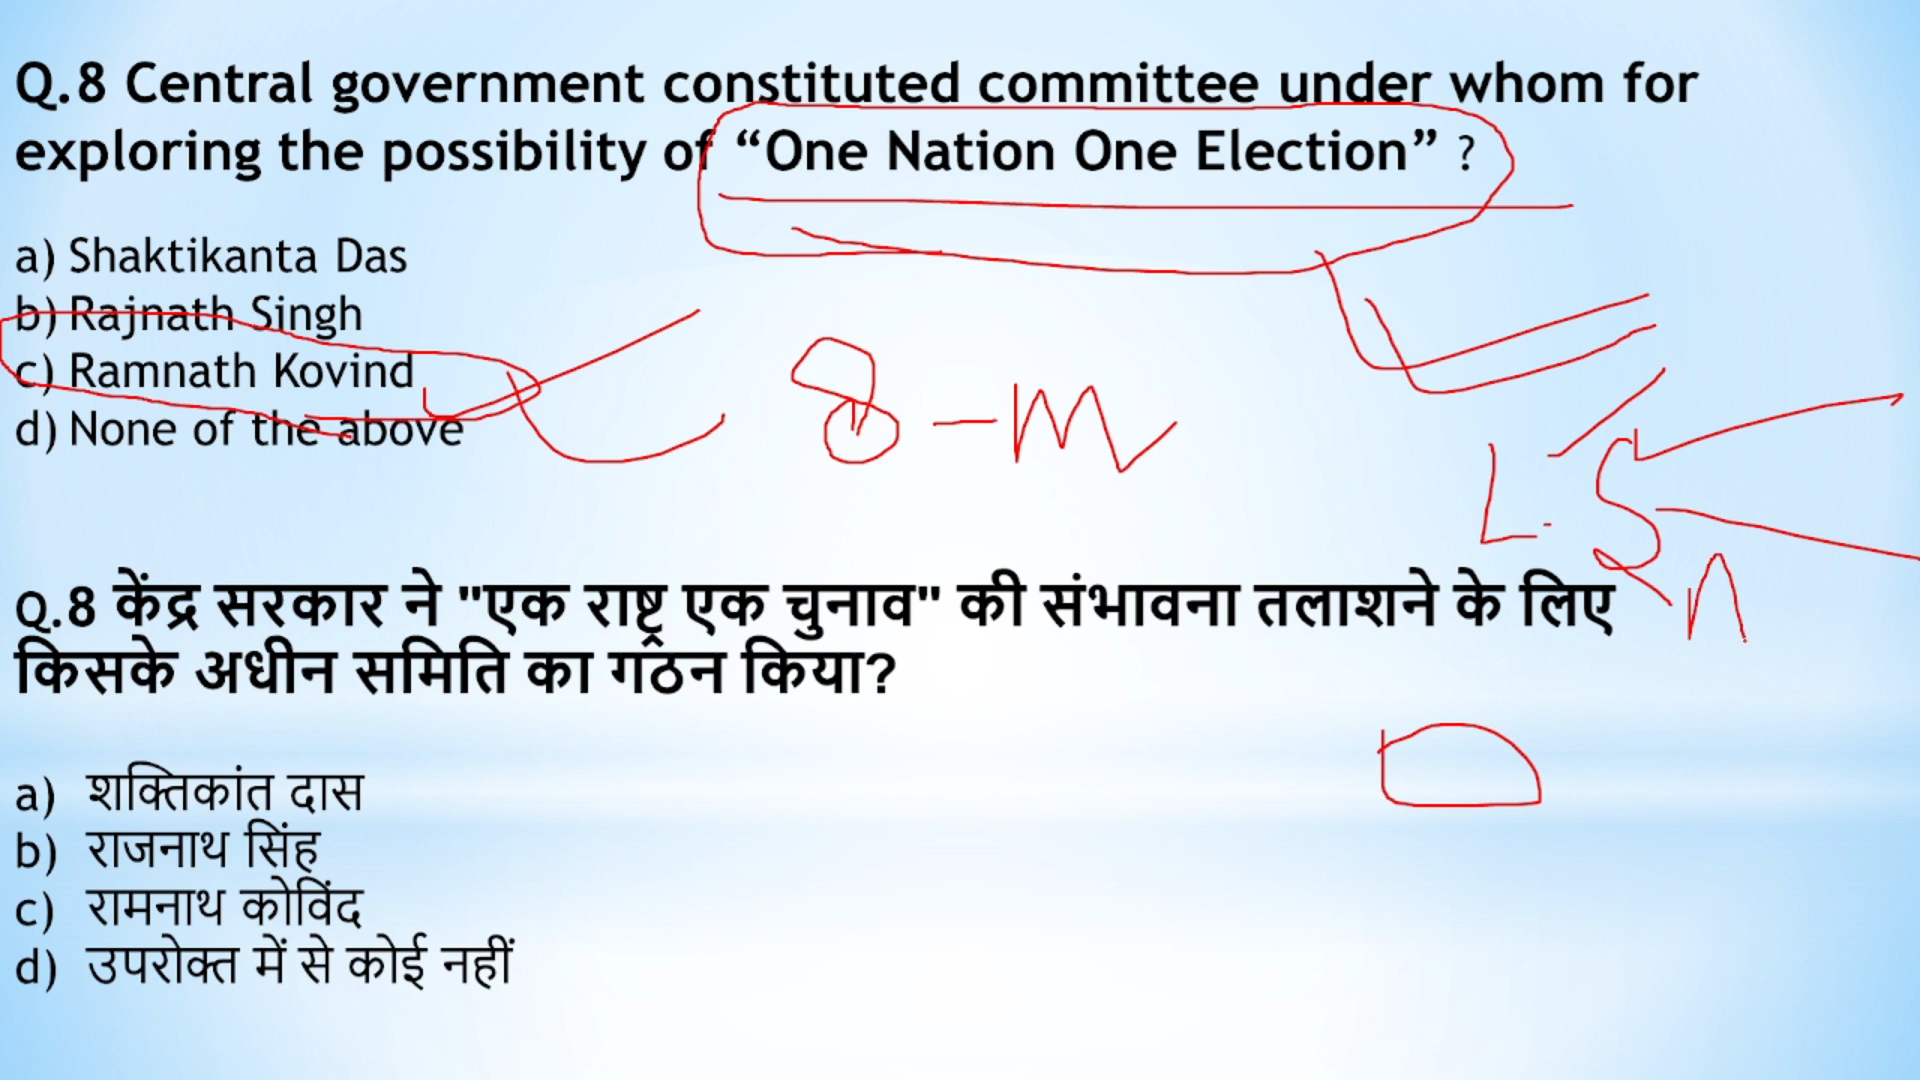 Q.8 Central government constituted committee under whom for
exploring the possibility of “One Nation One Election” ?
a) Shaktikanta Das
b) Rajnath Singh
c) Ramnath Kovind
d) None of the above
8-m
L.S
n
Q.8 केंद्र सरकार ने "एक राष्ट्र एक चुनाव" की संभावना तलाशने के लिए
किसके अधीन समिति का गठन किया?
a) शक्तिकांत दास
b) राजनाथ सिंह
c) रामनाथ कोविंद
d) उपरोक्त में से कोई नहीं